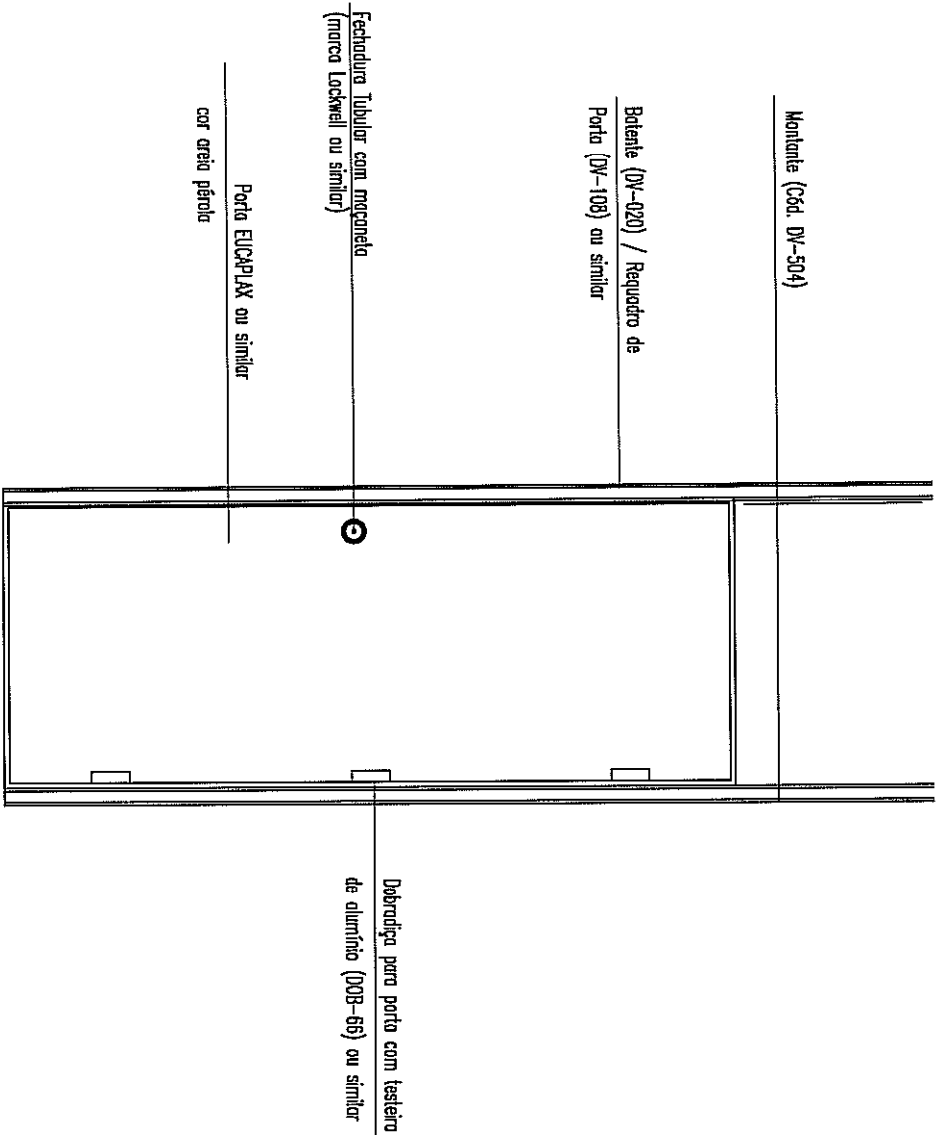 Montante (Cód. DV-504)
Batente (DV-020) / Requadro de
Porta (DV-108) ou similar
Fechadura Tubular com maçaneta
(marca Lockwell ou similar)
Porta EUCAPLAX ou similar
cor areia pérola
Dobradiça para porta com testeira
de alumínio (DOB-66) ou similar